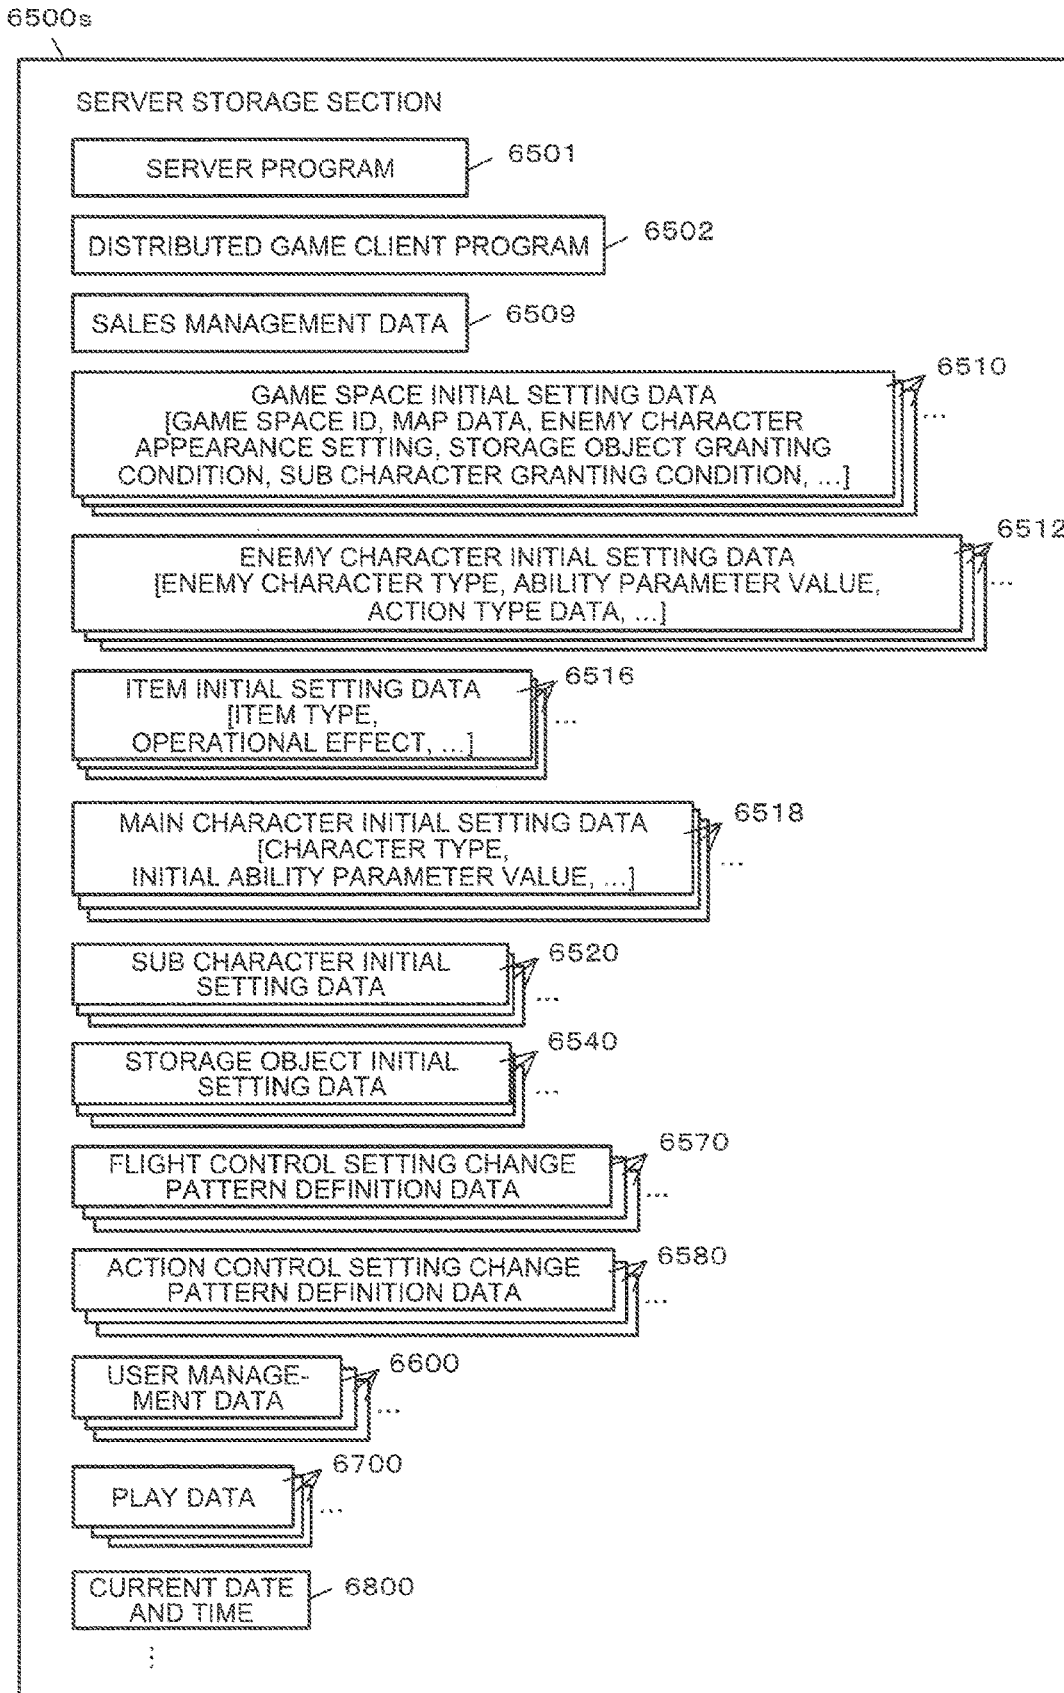 6500s
SERVER STORAGE SECTION
SERVER PROGRAM
6501
DISTRIBUTED GAME CLIENT PROGRAM
6502
SALES MANAGEMENT DATA
6509
6510
GAME SPACE INITIAL SETTING DATA
[GAME SPACE ID, MAP DATA, ENEMY CHARACTER
APPEARANCE SETTING, STORAGE OBJECT GRANTING
CONDITION, SUB CHARACTER GRANTING CONDITION, ...]
...
6512
ENEMY CHARACTER INITIAL SETTING DATA
[ENEMY CHARACTER TYPE, ABILITY PARAMETER VALUE,
ACTION TYPE DATA, ...]
...
6516
ITEM INITIAL SETTING DATA
[ITEM TYPE,
OPERATIONAL EFFECT, ...]
...
6518
MAIN CHARACTER INITIAL SETTING DATA
[CHARACTER TYPE,
INITIAL ABILITY PARAMETER VALUE, ...]
...
6520
SUB CHARACTER INITIAL
SETTING DATA
...
6540
STORAGE OBJECT INITIAL
SETTING DATA
...
6570
FLIGHT CONTROL SETTING CHANGE
PATTERN DEFINITION DATA
...
6580
ACTION CONTROL SETTING CHANGE
PATTERN DEFINITION DATA
...
6600
USER MANAGE-
MENT DATA
...
6700
PLAY DATA
...
6800
CURRENT DATE
AND TIME
...